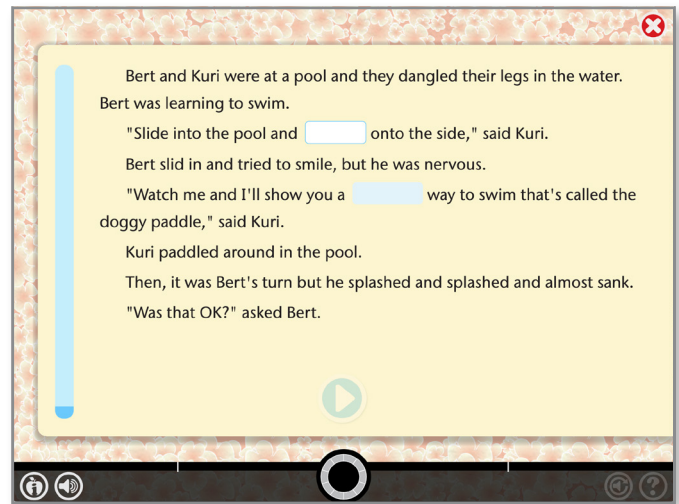 Bert and Kuri were at a pool and they dangled their legs in the water.
Bert was learning to swim.
"Slide into the pool and onto the side," said Kuri.
Bert slid in and tried to smile, but he was nervous.
"Watch me and I'll show you a way to swim that's called the
doggy paddle," said Kuri.
Kuri paddled around in the pool.
Then, it was Bert's turn but he splashed and splashed and almost sank.
"Was that OK?" asked Bert.